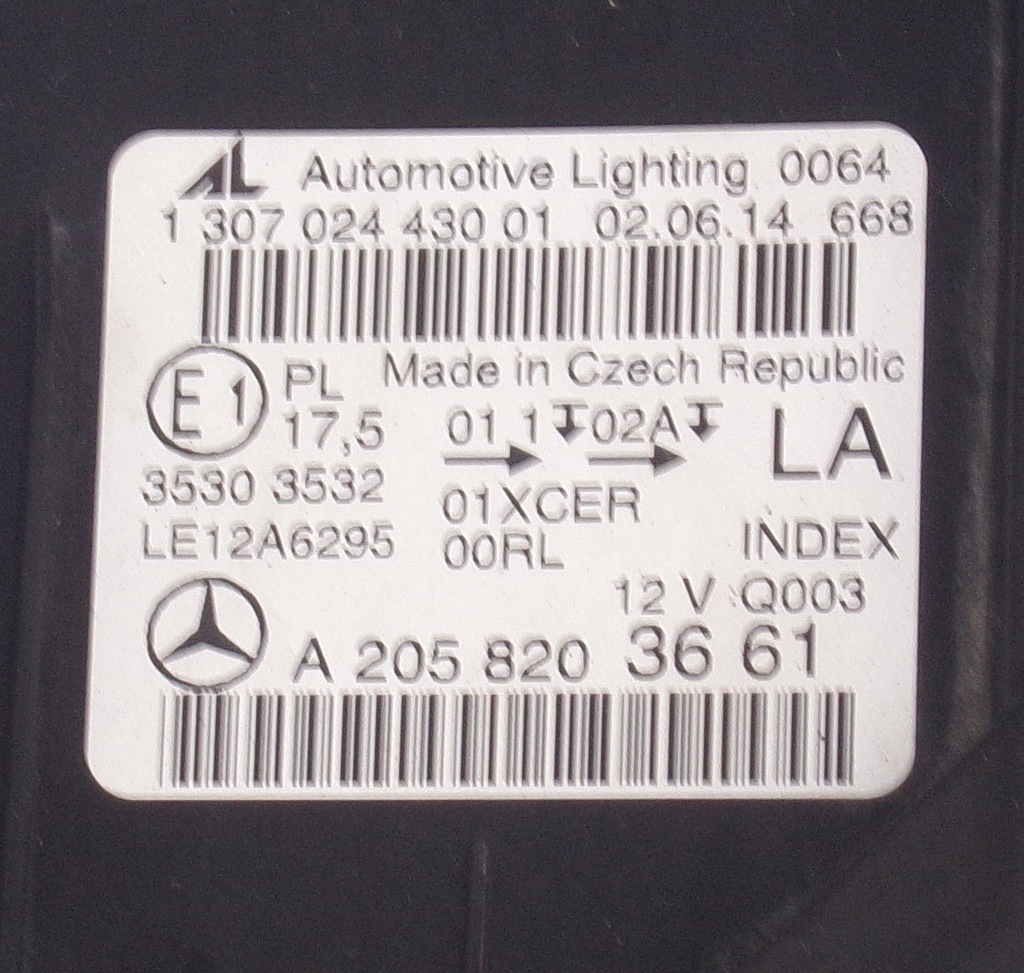 AL Automotive Lighting 0064
1 307 024 430 01 02.06.14 668
Made in Czech Republic
E1 PL
17,5
01 1 02A LA
3530 3532
01XCER
LE12A6295
00RL
INDEX
12 V Q003
A 205 820 36 61